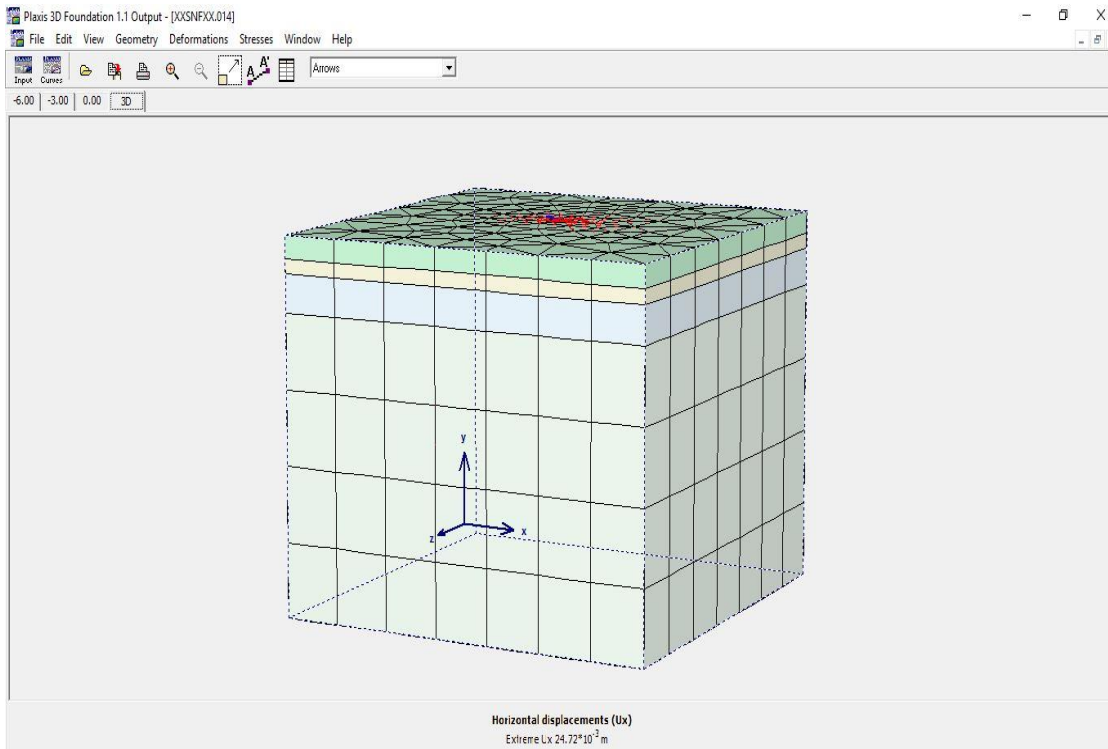 Plaxis 3D Foundation 1.1 Output - [XXSNFXX.014]
File Edit View Geometry Deformations Stresses Window Help
Input Curves A A' Arrows
-6.00 -3.00 0.00 3D
y
z x
Horizontal displacements (Ux)
Extreme Ux 24.72*10⁻³ m